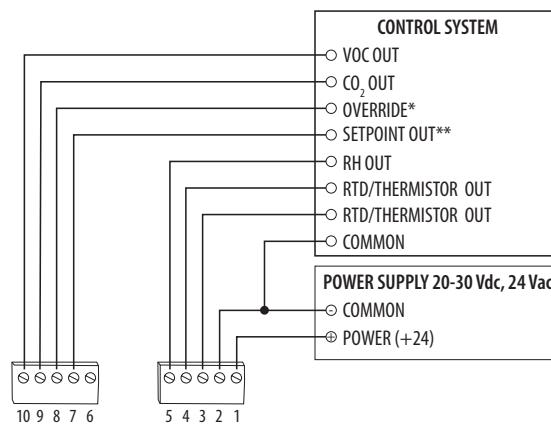 CONTROL SYSTEM
VOC OUT
CO₂ OUT
OVERRIDE*
SETPOINT OUT**
RH OUT
RTD/THERMISTOR OUT
RTD/THERMISTOR OUT
COMMON
POWER SUPPLY 20-30 Vdc, 24 Vac
- COMMON
+ POWER (+24)
10 9 8 7 6 5 4 3 2 1